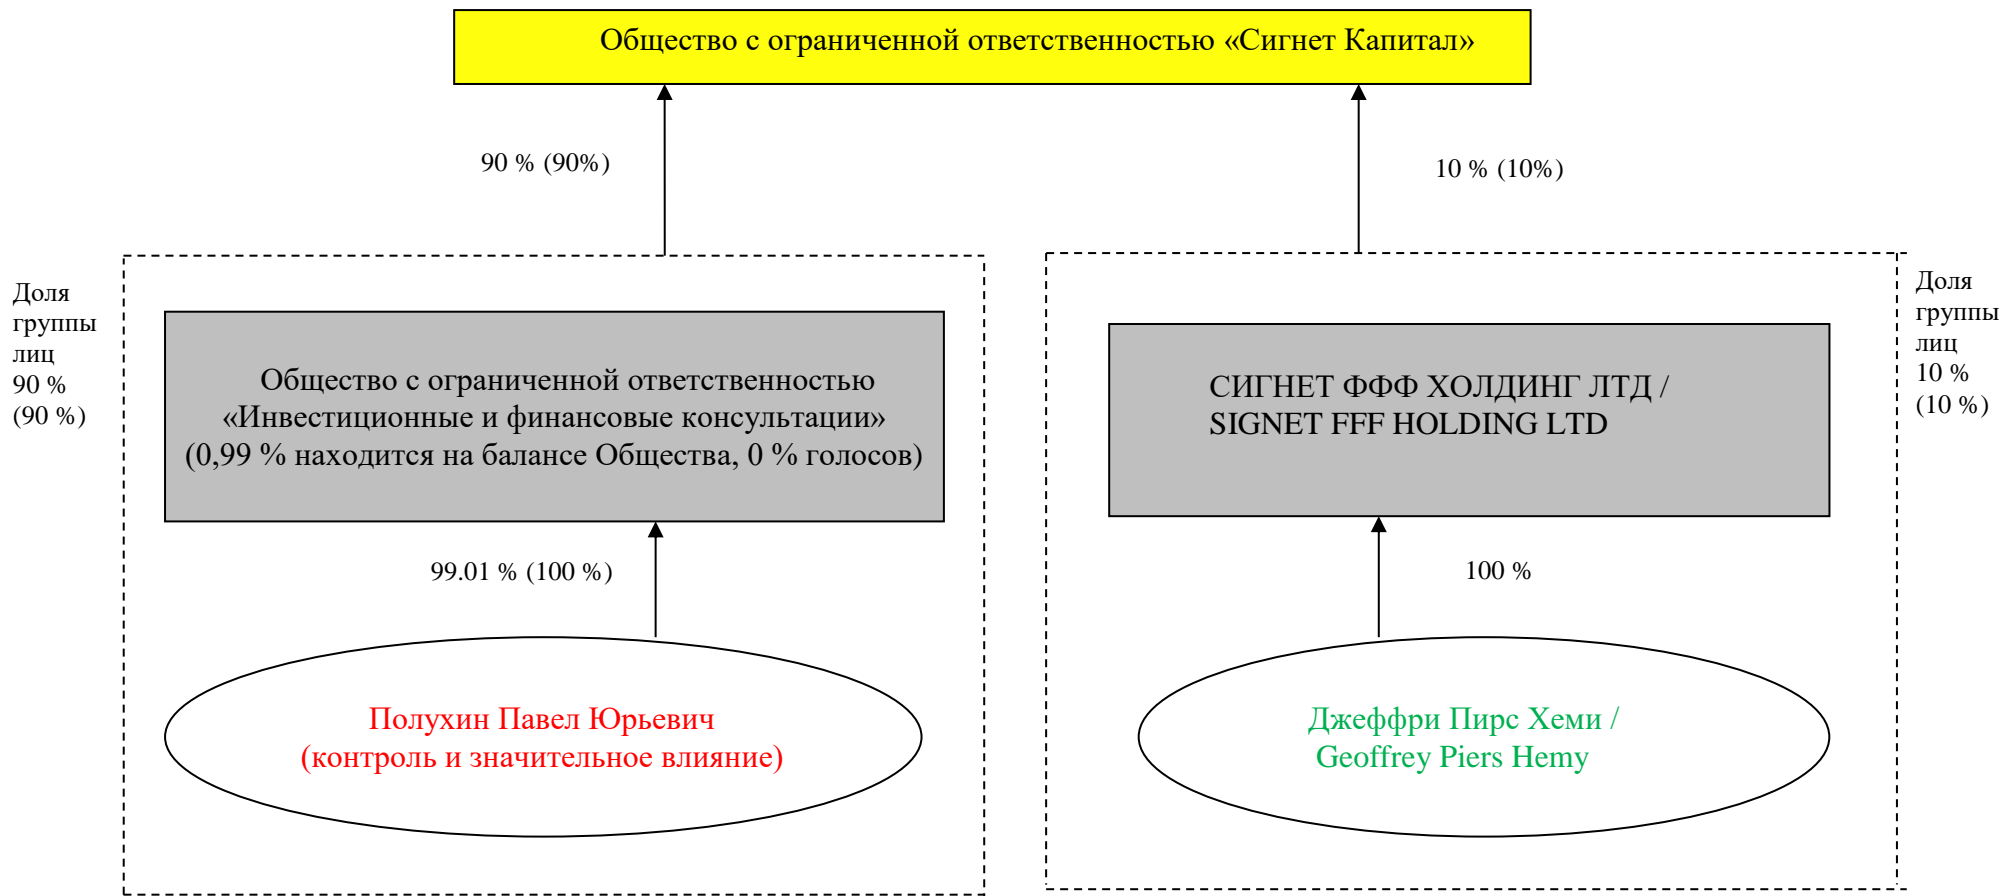 Общество с ограниченной ответственностью «Сигнет Капитал»
90 % (90%)
10 % (10%)
Доля
группы
лиц
90 %
(90 %)
Доля
группы
лиц
10 %
(10 %)
Общество с ограниченной ответственностью
«Инвестиционные и финансовые консультации»
(0,99 % находится на балансе Общества, 0 % голосов)
СИГНЕТ ФФФ ХОЛДИНГ ЛТД /
SIGNET FFF HOLDING LTD
99.01 % (100 %)
100 %
Полухин Павел Юрьевич
(контроль и значительное влияние)
Джеффри Пирс Хеми /
Geoffrey Piers Hemy